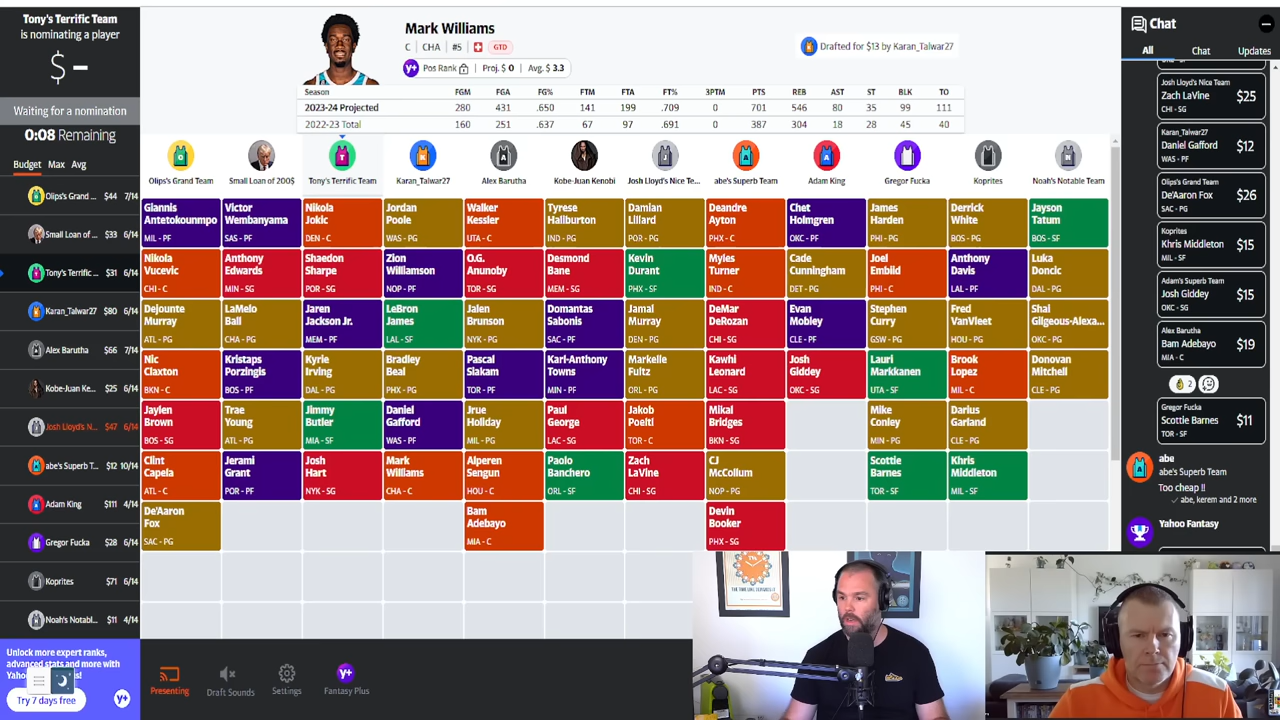 Tony's Terrific Team
is nominating a player
$ –
Waiting for a nomination
0:08 Remaining
Budget Max Avg
Olips's Grand ... $44 7/14
Small Loan of ... $33 6/14
Tony's Terrific ... $31 6/14
Karan_Talwar$ $80 6/14
Alex Baruths 7/14
Kobe-Juan Ke... $25 6/14
Josh Lloyd's N... $47 6/14
abe's Superb T... $12 10/14
Adam King $111 4/14
Gregor Fucka $28 6/14
Koprites $71 6/14
Noah's Notabl... $11 4/14
Unlock more expert ranks,
advanced stats and more with
Try 7 days free
y+
Mark Williams
C | CHA | #5 | GTD
y+ Pos Rank | Proj. $ 0 | Avg. $ 3.3
Drafted for $13 by Karan_Talwar27
Season FGM FGA FG% FTM FTA FT% 3PTM PTS REB AST ST BLK TO
2023-24 Projected 280 431 .650 141 199 .709 0 701 546 80 35 99 111
2022-23 Total 160 251 .637 67 97 .691 0 387 304 18 28 45 40
Olips's Grand Team Small Loan of 200$ Tony's Terrific Team Karan_Talwar27 Alex Barutha Kobe-Juan Kenobi Josh Lloyd's Nice Te... abe's Superb Team Adam King Gregor Fucka Koprites Noah's Notable Team
Giannis Victor Nikola Jordan Walker Tyrese Damian Deandre Chet James Derrick Jayson
Antetokounmpo Wembanyama Jokic Poole Kessler Haliburton Lillard Ayton Holmgren Harden White Tatum
MIL - PF SAS - PF DEN - C WAS - PG UTA - C IND - PG POR - PG PHX - C OKC - PF PHI - PG BOS - PG BOS - SF
Nikola Anthony Shaedon Zion O.G. Desmond Kevin Myles Cade Joel Anthony Luka
Vucevic Edwards Sharpe Williamson Anunoby Bane Durant Turner Cunningham Embiid Davis Doncic
CHI - C MIN - SG POR - SG NOP - PF TOR - SG MEM - SG PHX - SF IND - C DET - PG PHI - C LAL - PF DAL - PG
Dejounte LaMelo Jaren LeBron Jalen Domantas Jamal DeMar Evan Stephen Fred Shai
Murray Ball Jackson Jr. James Brunson Sabonis Murray DeRozan Mobley Curry VanVleet Gilgeous-Alexa...
ATL - PG CHA - PG MEM - PF LAL - SF NYK - PG SAC - PF DEN - PG CHI - SG CLE - PF GSW - PG HOU - PG OKC - PG
Nic Kristaps Kyrie Bradley Pascal Karl-Anthony Markelle Kawhi Josh Lauri Brook Donovan
Claxton Porzingis Irving Beal Siakam Towns Fultz Leonard Giddey Markkanen Lopez Mitchell
BKN - C BOS - PF DAL - PG PHX - PG TOR - PF MIN - PF ORL - PG LAC - SG OKC - SG UTA - SF MIL - C CLE - PG
Jaylen Trae Jimmy Daniel Jrue Paul Jakob Mikal Mike Darius
Brown Young Butler Gafford Holiday George Poeltl Bridges Conley Garland
BOS - SG ATL - PG MIA - SF WAS - PF MIL - PG LAC - SG TOR - C BKN - SG MIN - PG CLE - PG
Clint Jerami Josh Mark Alperen Paolo Zach CJ Scottie Khris
Capela Grant Hart Williams Sengun Banchero LaVine McCollum Barnes Middleton
ATL - C POR - PF NYK - SG CHA - C HOU - C ORL - SF CHI - SG NOP - PG TOR - SF MIL - SF
De'Aaron Bam Devin
Fox Adebayo Booker
SAC - PG MIA - C PHX - SG
Presenting Draft Sounds Settings Fantasy Plus
Chat
All Chat Updates
Josh Lloyd's Nice Team
Zach LaVine $25
CHI - SG
Karan_Talwar27
Daniel Gafford $12
WAS - PF
Olips's Grand Team
De'Aaron Fox $26
SAC - PG
Koprites
Khris Middleton $15
MIL - SF
Adam's Superb Team
Josh Giddey $15
OKC - SG
Alex Barutha
Bam Adebayo $19
MIA - C
2
Gregor Fucka
Scottie Barnes $11
TOR - SF
abe
abe's Superb Team
Too cheap !!
abe, kerem and 2 more
Yahoo Fantasy